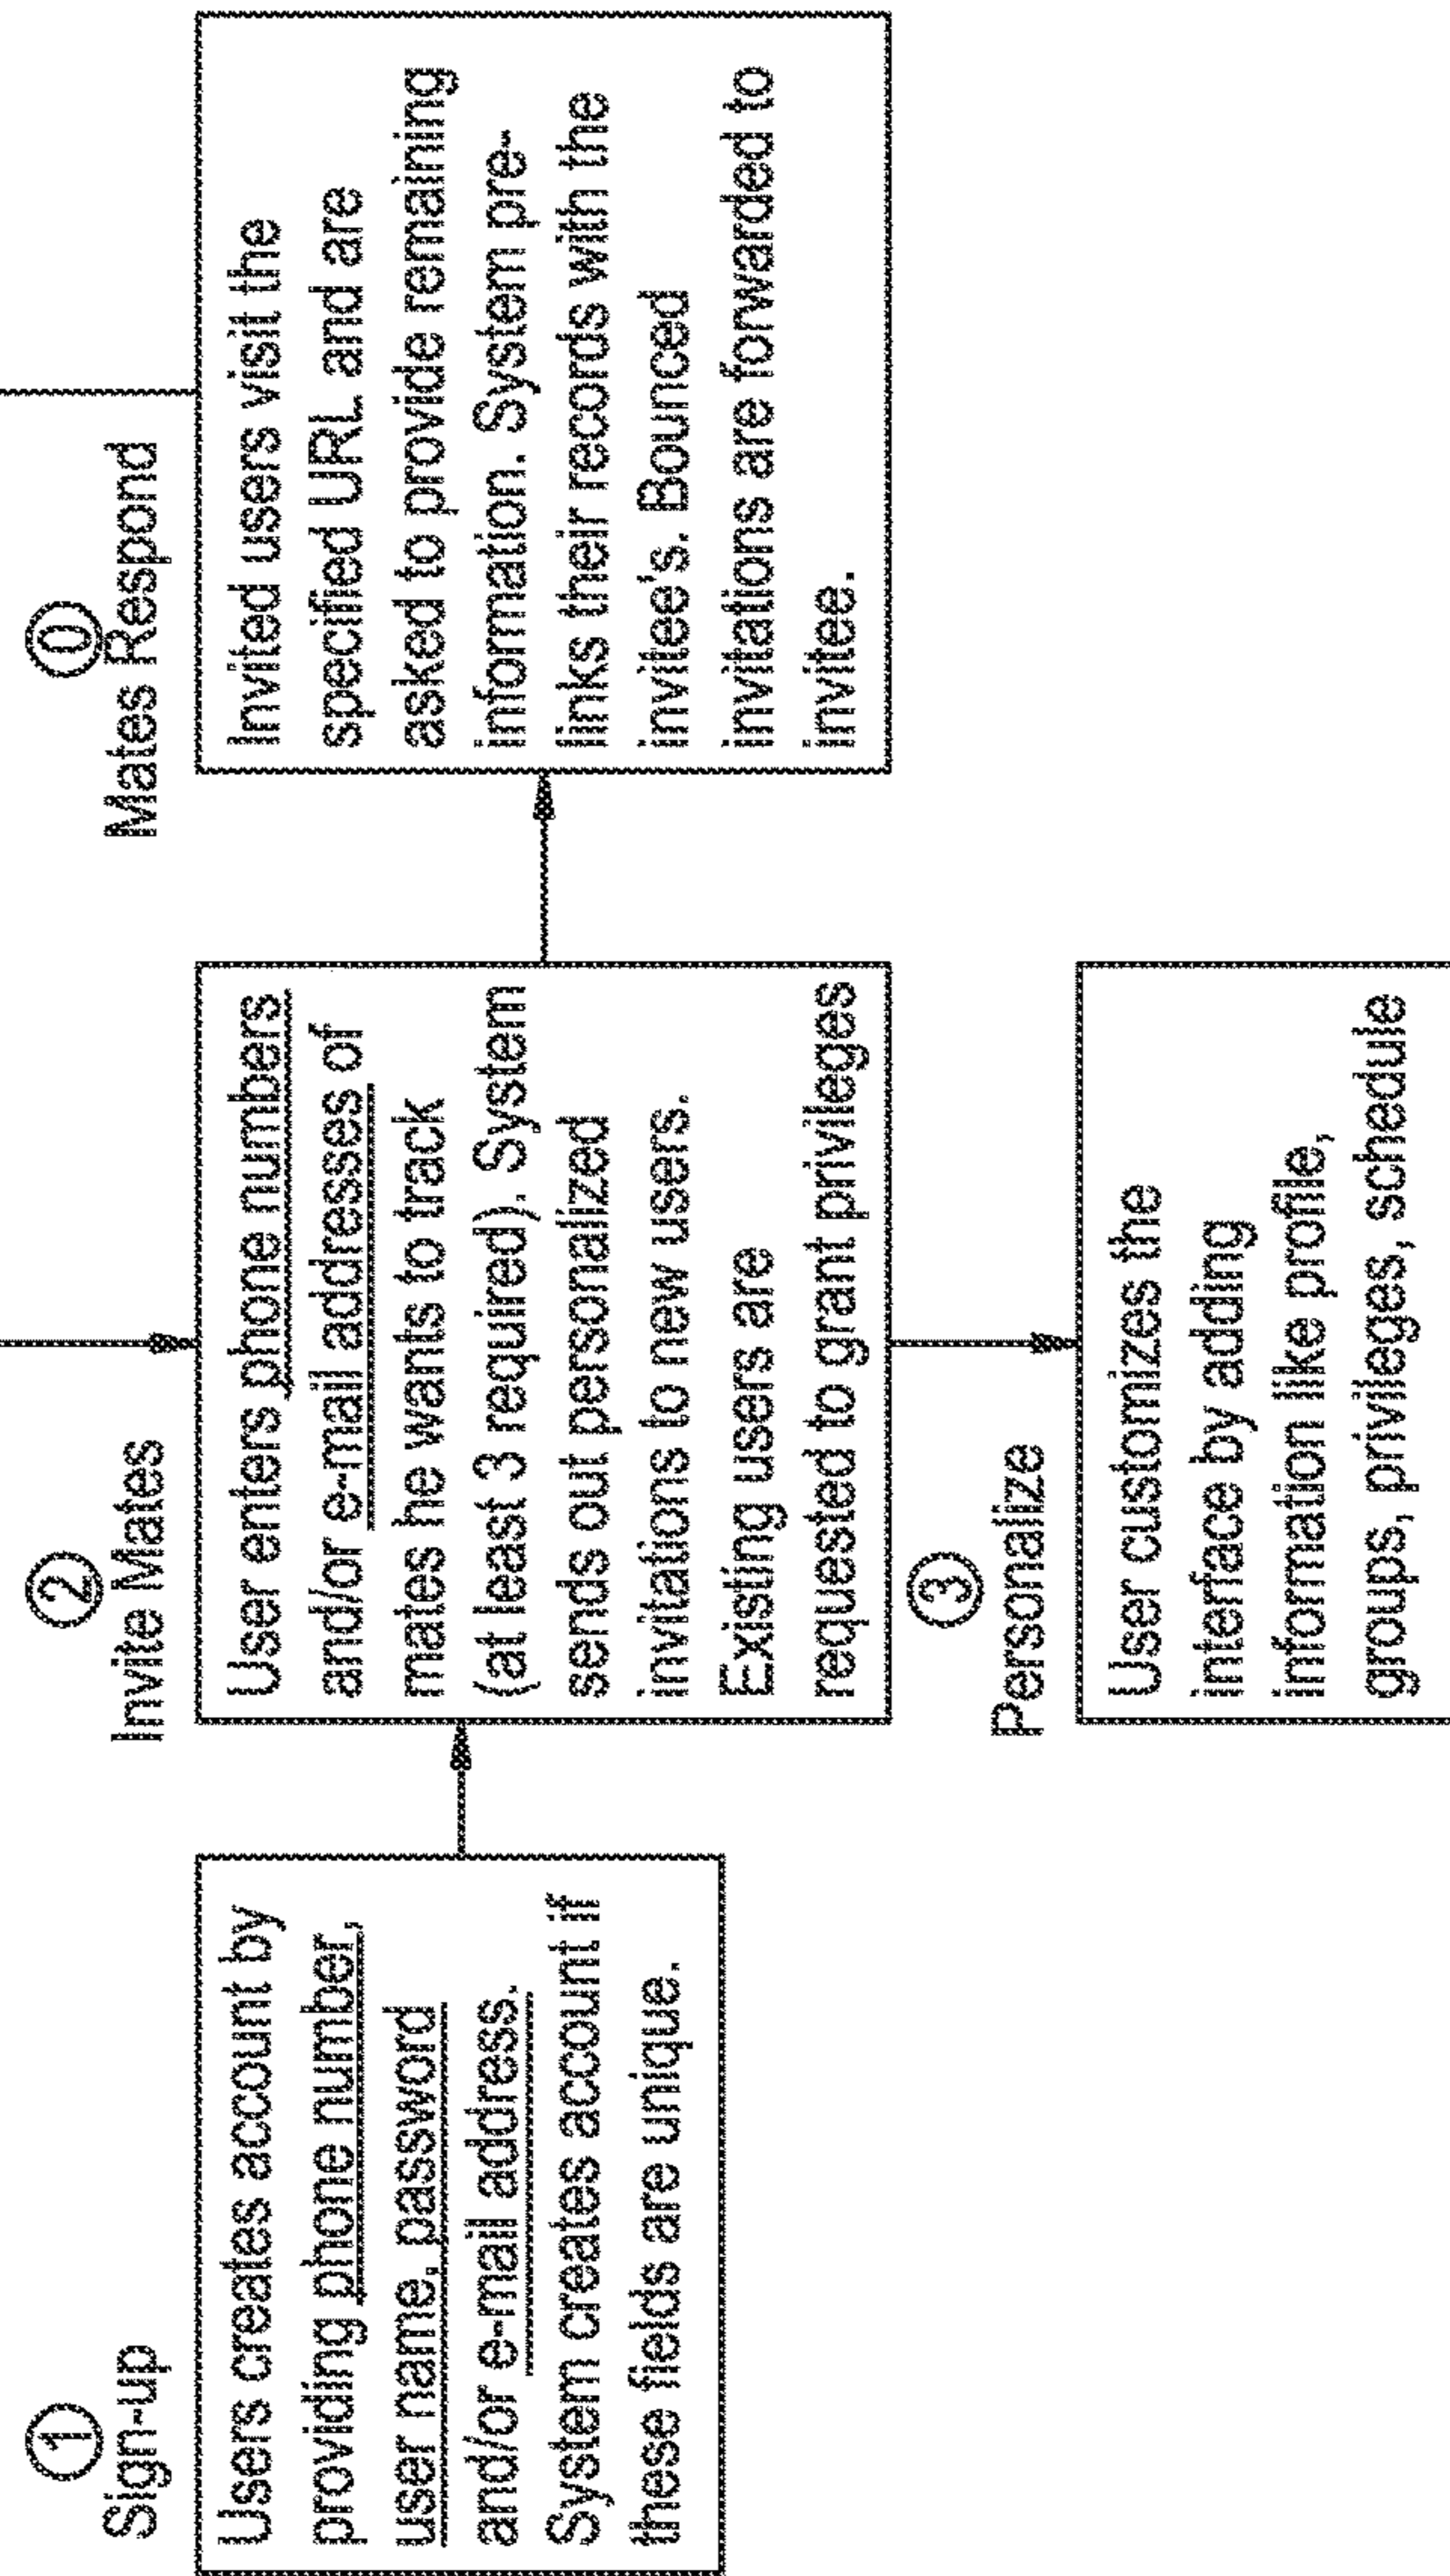 ①
Sign-up
Users creates account by
providing phone number,
user name, password
and/or e-mail address.
System creates account if
these fields are unique.
②
Invite Mates
User enters phone numbers
and/or e-mail addresses of
mates he wants to track
(at least 3 required). System
sends out personalized
invitations to new users.
Existing users are
requested to grant privileges
⓪
Mates Respond
Invited users visit the
specified URL and are
asked to provide remaining
information. System pre-
links their records with the
invitee's. Bounced
invitations are forwarded to
invitee.
③
Personalize
User customizes the
interface by adding
information like profile,
groups, privileges, schedule